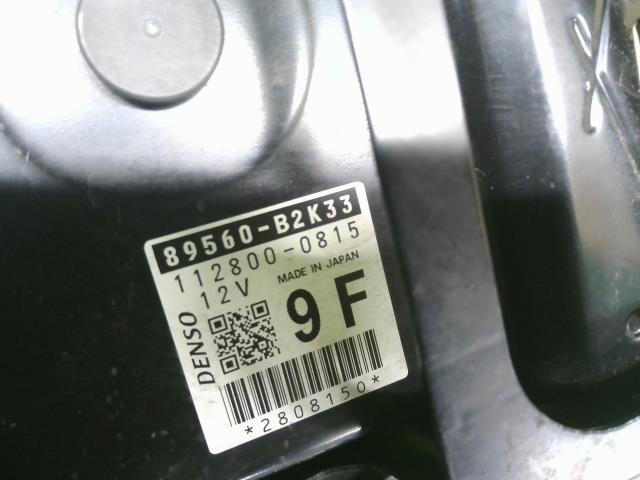 89560-B2K33
112800-0815
12V
MADE IN JAPAN
DENSO
9F
*2808150*